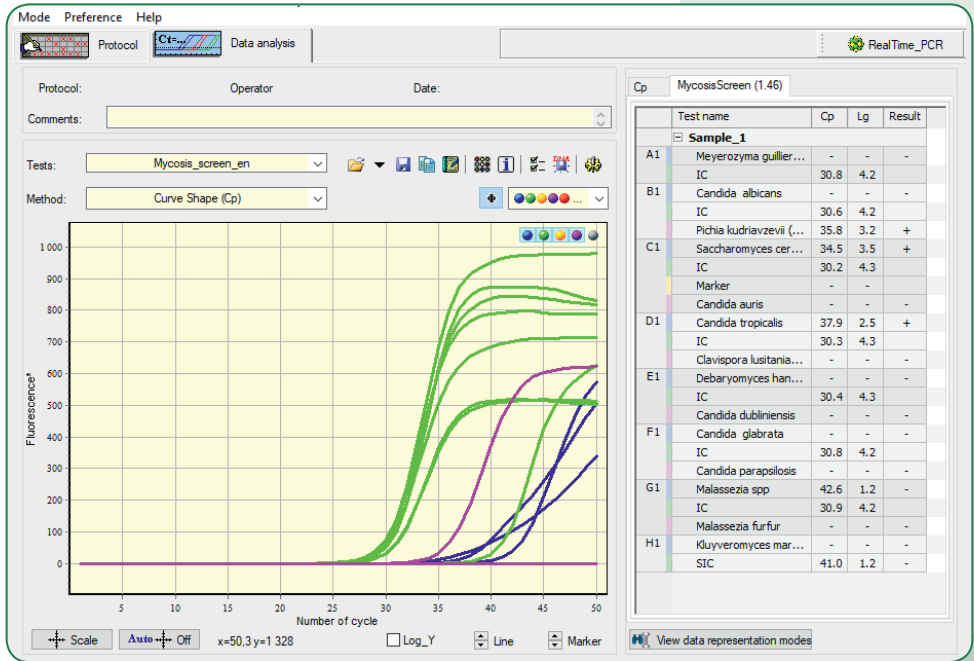 Mode Preference Help
Protocol
Ct=..
Data analysis
RealTime_PCR
Protocol: Operator Date:
Comments:
Tests: Mycosis_screen_en
DNA
Method: Curve Shape (Cp)
...
1 000
900
800
700
600
500
400
300
200
100
0
Fluorescence*
5 10 15 20 25 30 35 40 45 50
Number of cycle
Scale Auto Off x=50,3 y=1 328 Log_Y Line Marker
Cp MycosisScreen (1.46)
Test name Cp Lg Result
Sample_1
A1 Meyerozyma guillier... - - -
IC 30.8 4.2
B1 Candida albicans - - -
IC 30.6 4.2
Pichia kudriavzevii (... 35.8 3.2 +
C1 Saccharomyces cer... 34.5 3.5 +
IC 30.2 4.3
Marker - -
Candida auris - - -
D1 Candida tropicalis 37.9 2.5 +
IC 30.3 4.3
Clavispora lusitania... - - -
E1 Debaryomyces han... - - -
IC 30.4 4.3
Candida dubliniensis - - -
F1 Candida glabrata - - -
IC 30.8 4.2
Candida parapsilosis - - -
G1 Malassezia spp 42.6 1.2 -
IC 30.9 4.2
Malassezia furfur - - -
H1 Kluyveromyces mar... - - -
SIC 41.0 1.2 -
View data representation modes